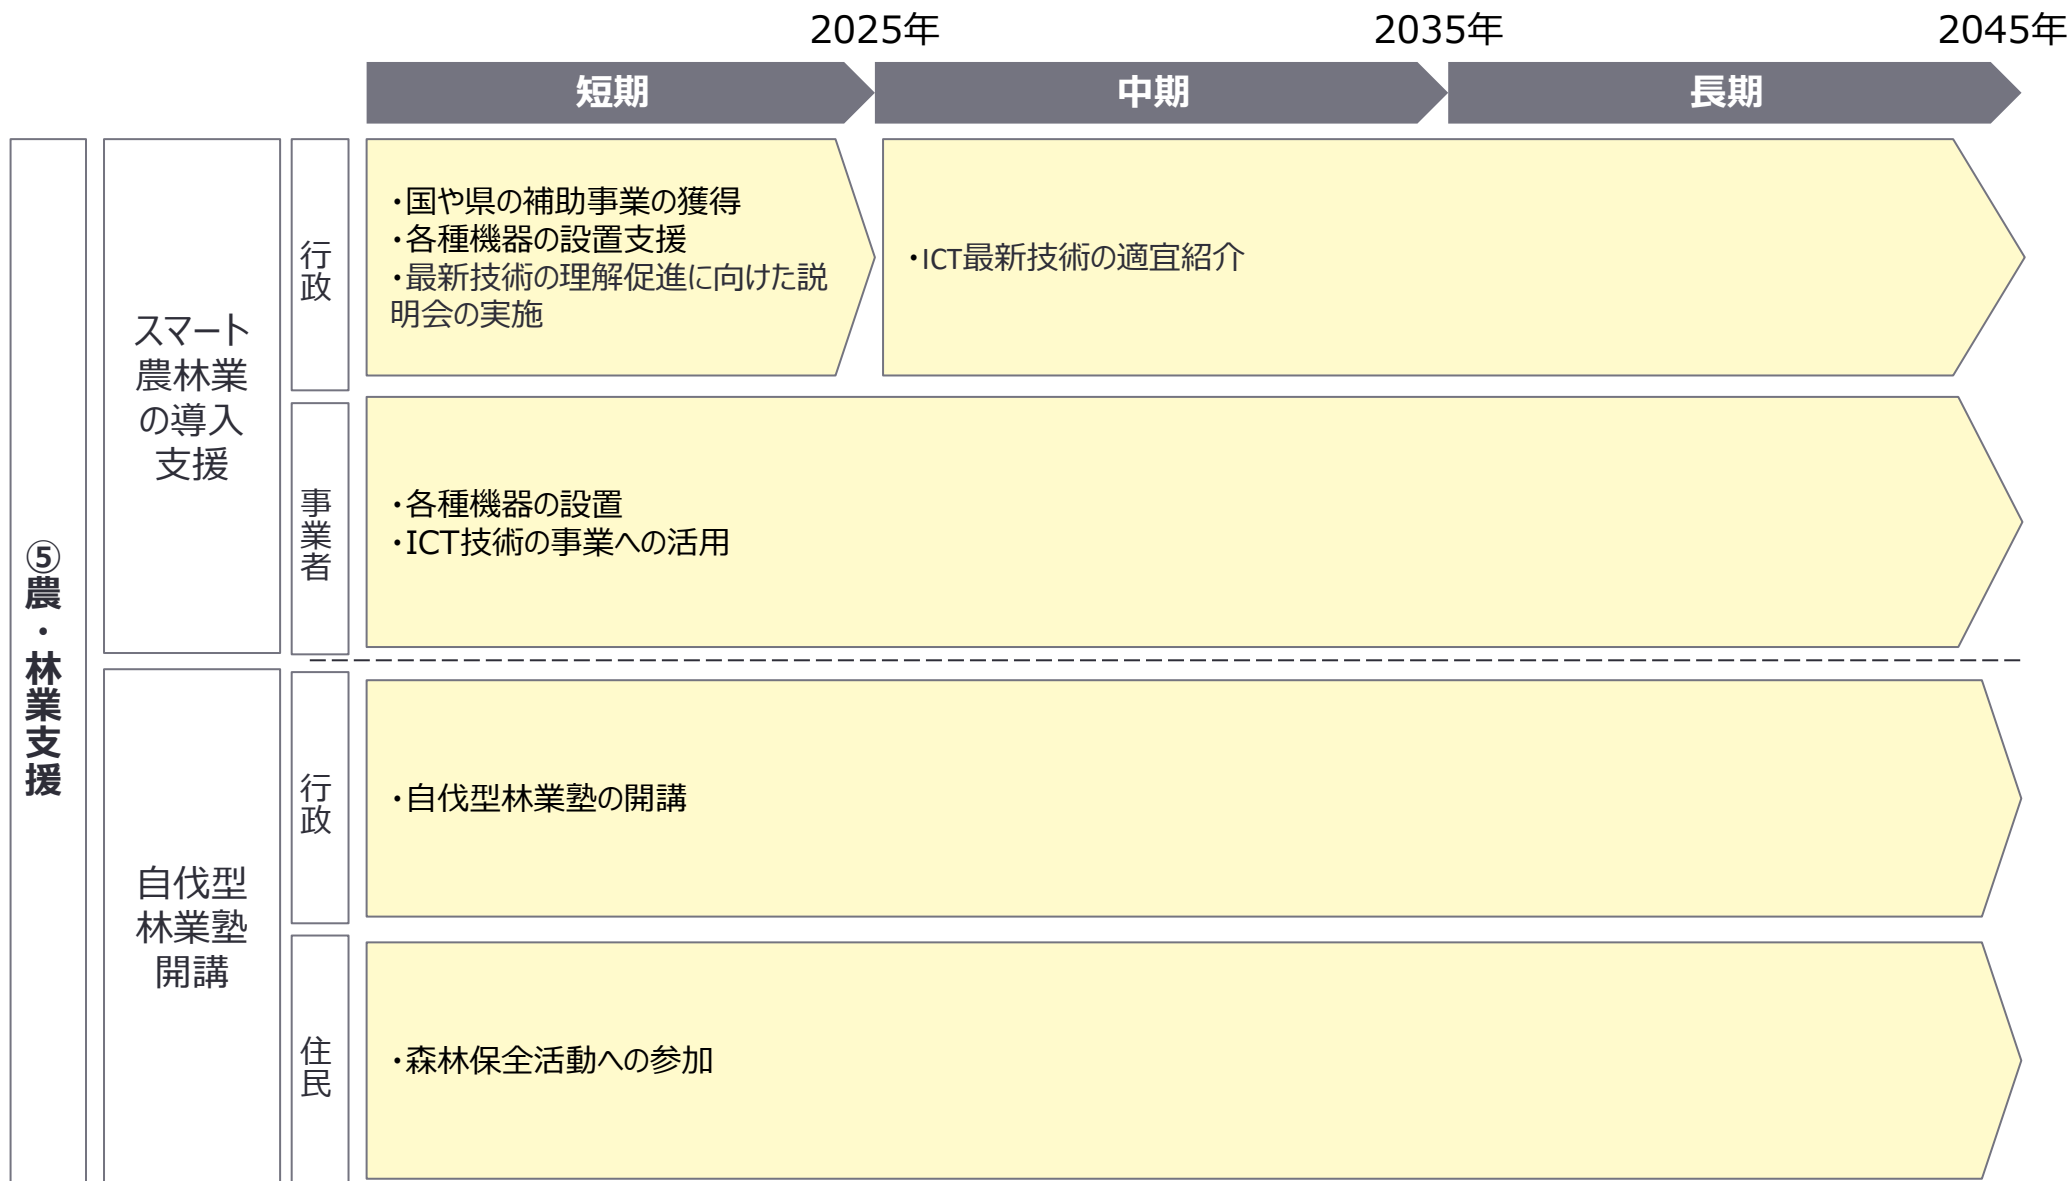 2025年
2035年
2045年
短期
中期
長期
⑤農・林業支援
スマート
農林業
の導入
支援
行政
・国や県の補助事業の獲得
・各種機器の設置支援
・最新技術の理解促進に向けた説
明会の実施
・ICT最新技術の適宜紹介
事業者
・各種機器の設置
・ICT技術の事業への活用
自伐型
林業塾
開講
行政
・自伐型林業塾の開講
住民
・森林保全活動への参加